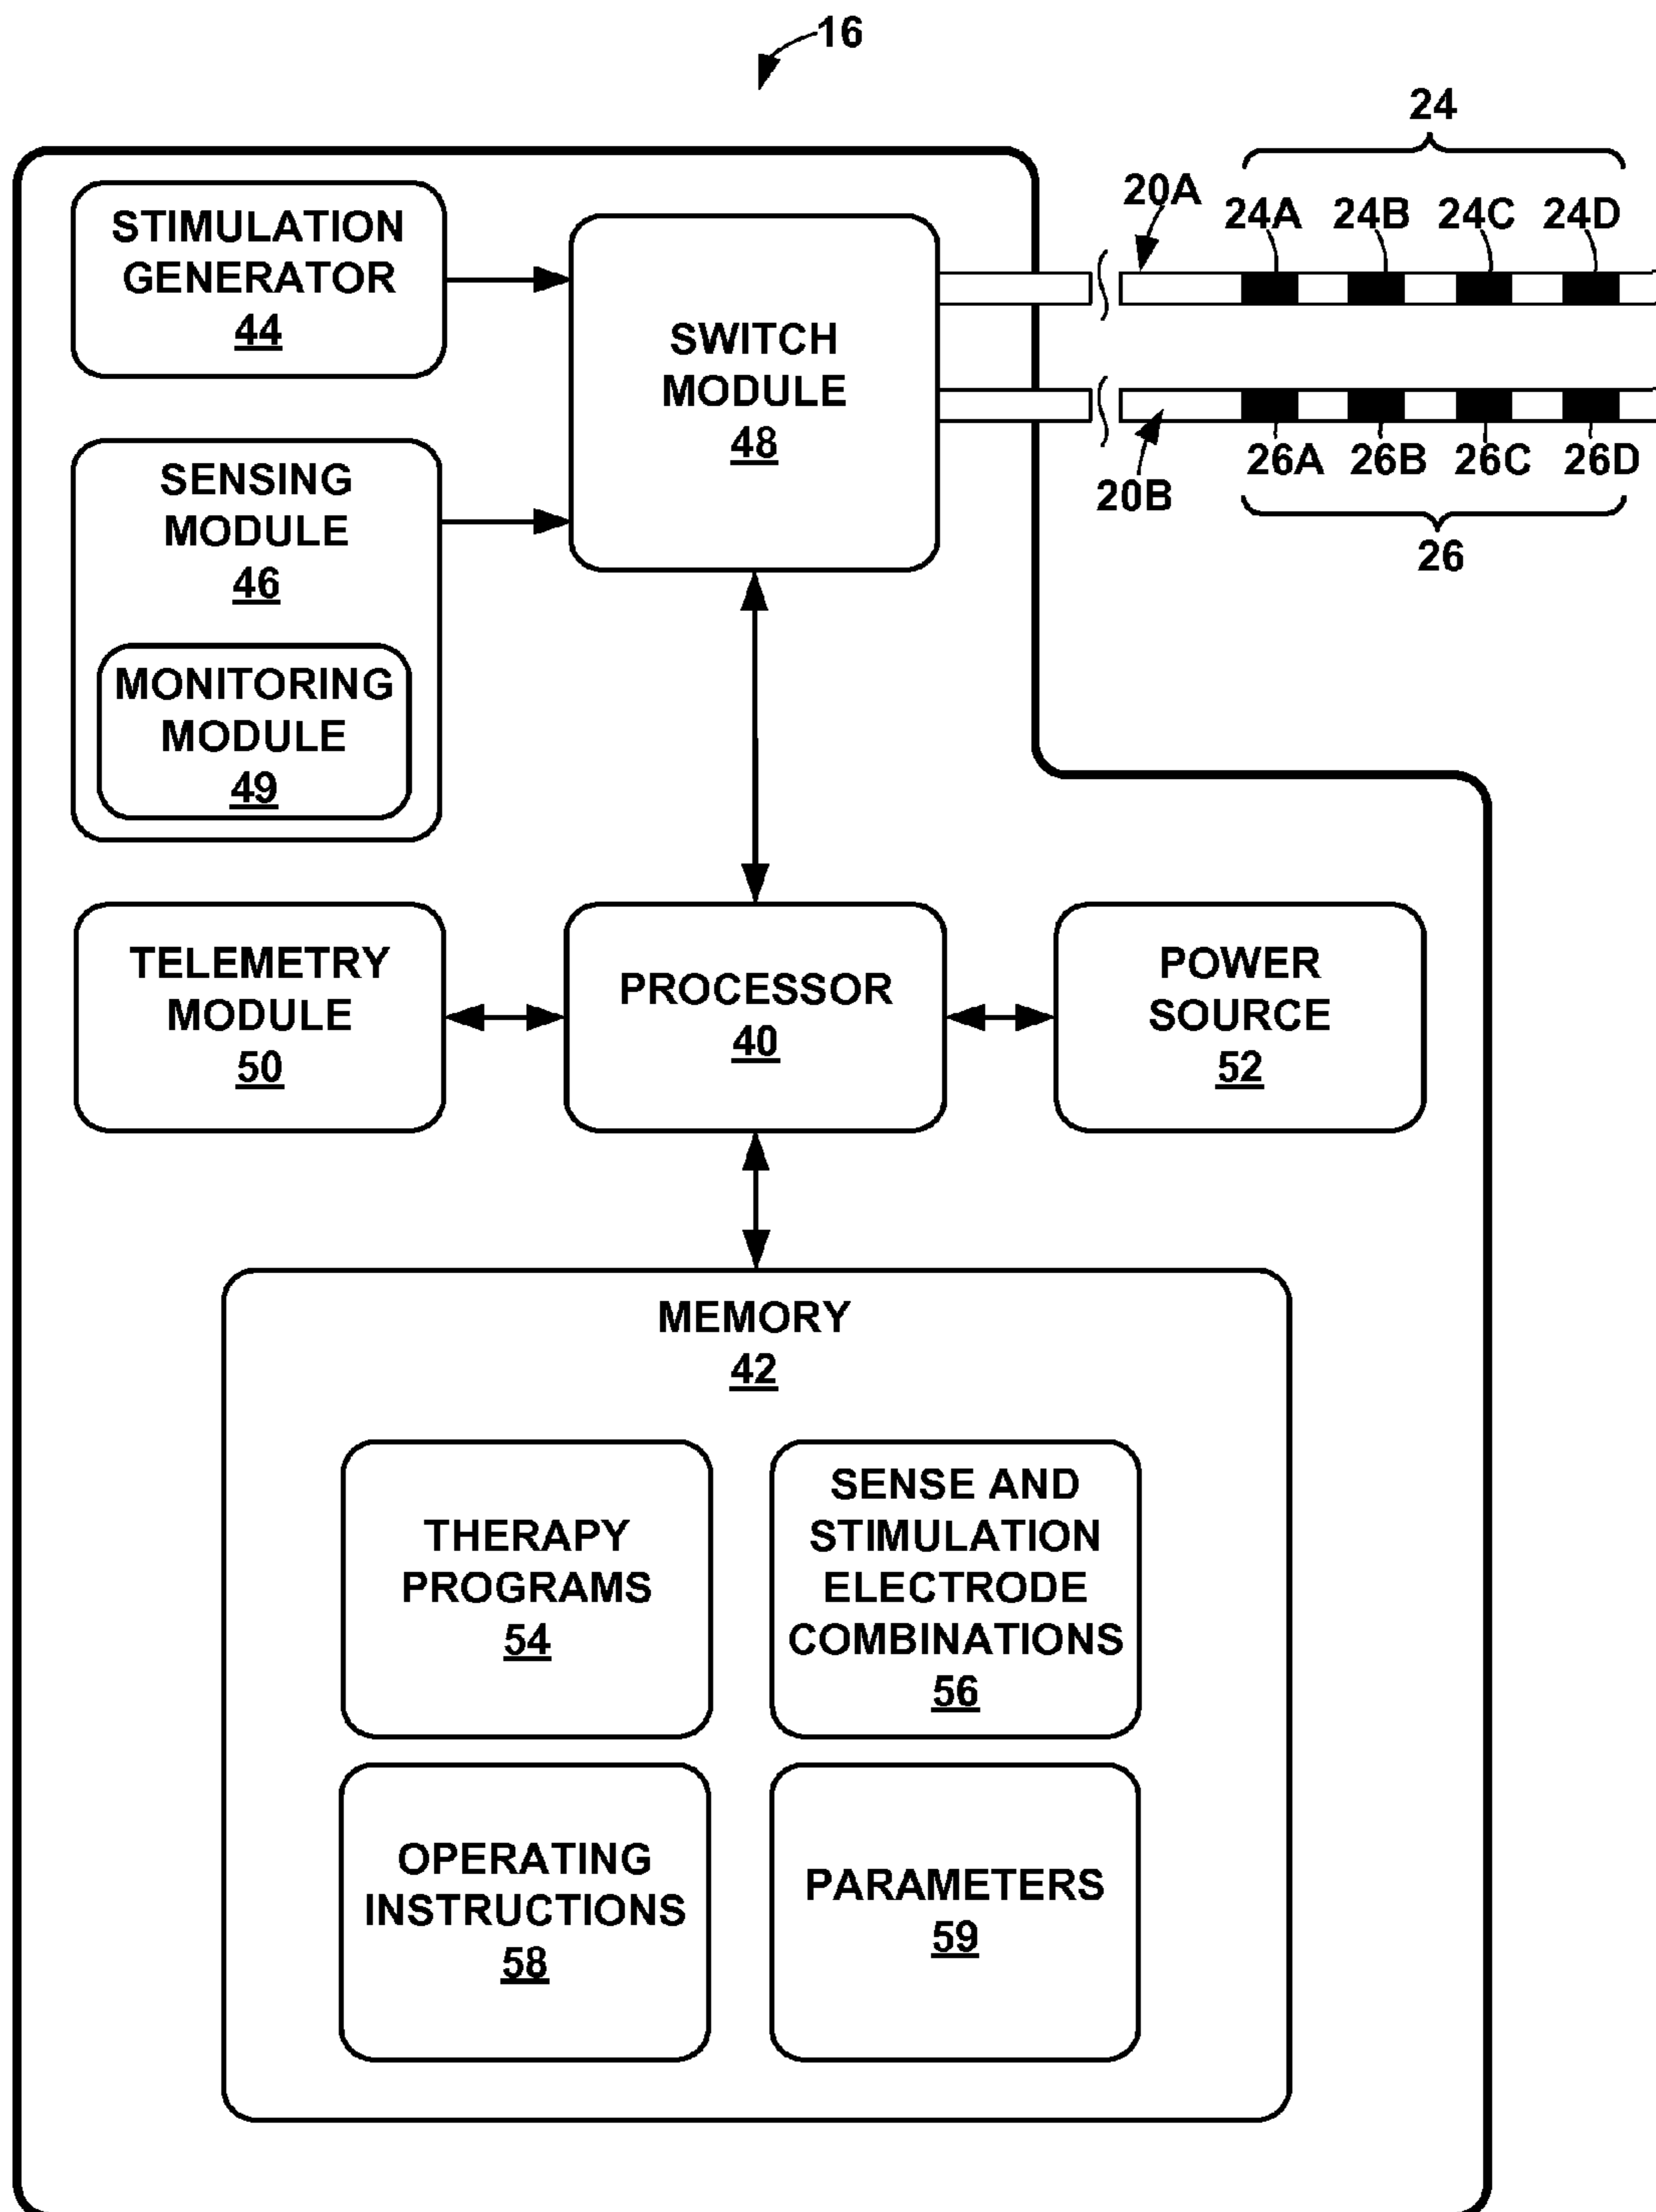 16
24
20A
24A 24B 24C 24D
STIMULATION
GENERATOR
44
SWITCH
MODULE
48
26A 26B 26C 26D
20B
26
SENSING
MODULE
46
MONITORING
MODULE
49
TELEMETRY
MODULE
50
PROCESSOR
40
POWER
SOURCE
52
MEMORY
42
THERAPY
PROGRAMS
54
SENSE AND
STIMULATION
ELECTRODE
COMBINATIONS
56
OPERATING
INSTRUCTIONS
58
PARAMETERS
59